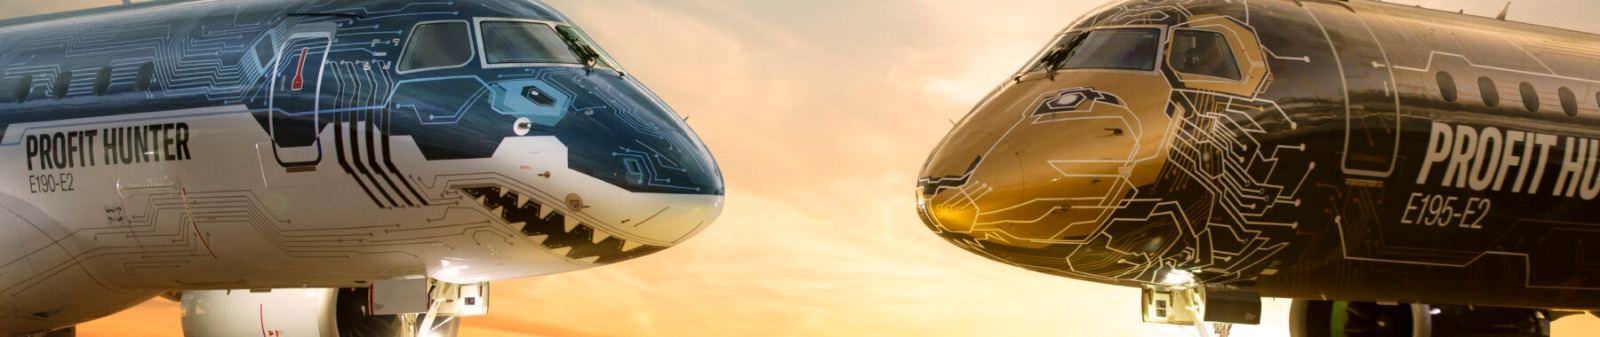 PROFIT HUNTER
E190-E2
PROFIT HU
E195-E2